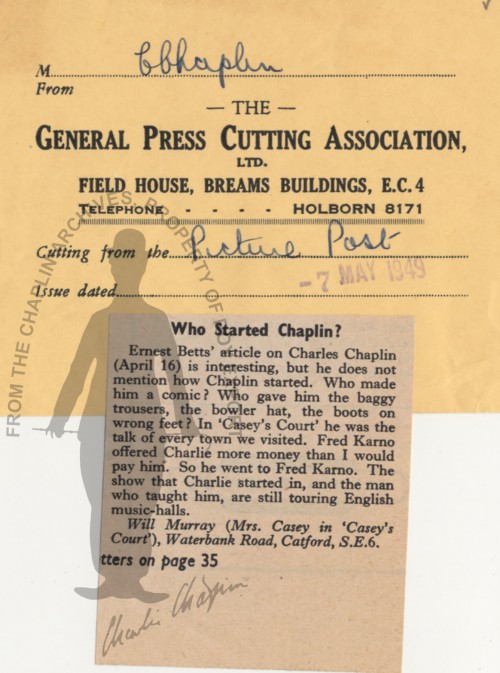 M C Chaplin
From
— THE —
GENERAL PRESS CUTTING ASSOCIATION,
LTD.
FIELD HOUSE, BREAMS BUILDINGS, E.C.4
TELEPHONE - - - - HOLBORN 8171
Cutting from the Picture Post
Issue dated - 7 MAY 1949
FROM THE CHAPLIN ARCHIVES. PROPERTY OF ROY EXPORT
Who Started Chaplin?
Ernest Betts' article on Charles Chaplin
(April 16) is interesting, but he does not
mention how Chaplin started. Who made
him a comic? Who gave him the baggy
trousers, the bowler hat, the boots on
wrong feet? In 'Casey's Court' he was the
talk of every town we visited. Fred Karno
offered Charlie more money than I would
pay him. So he went to Fred Karno. The
show that Charlie started in, and the man
who taught him, are still touring English
music-halls.
Will Murray (Mrs. Casey in 'Casey's
Court'), Waterbank Road, Catford, S.E.6.
tters on page 35
Charlie Chaplin